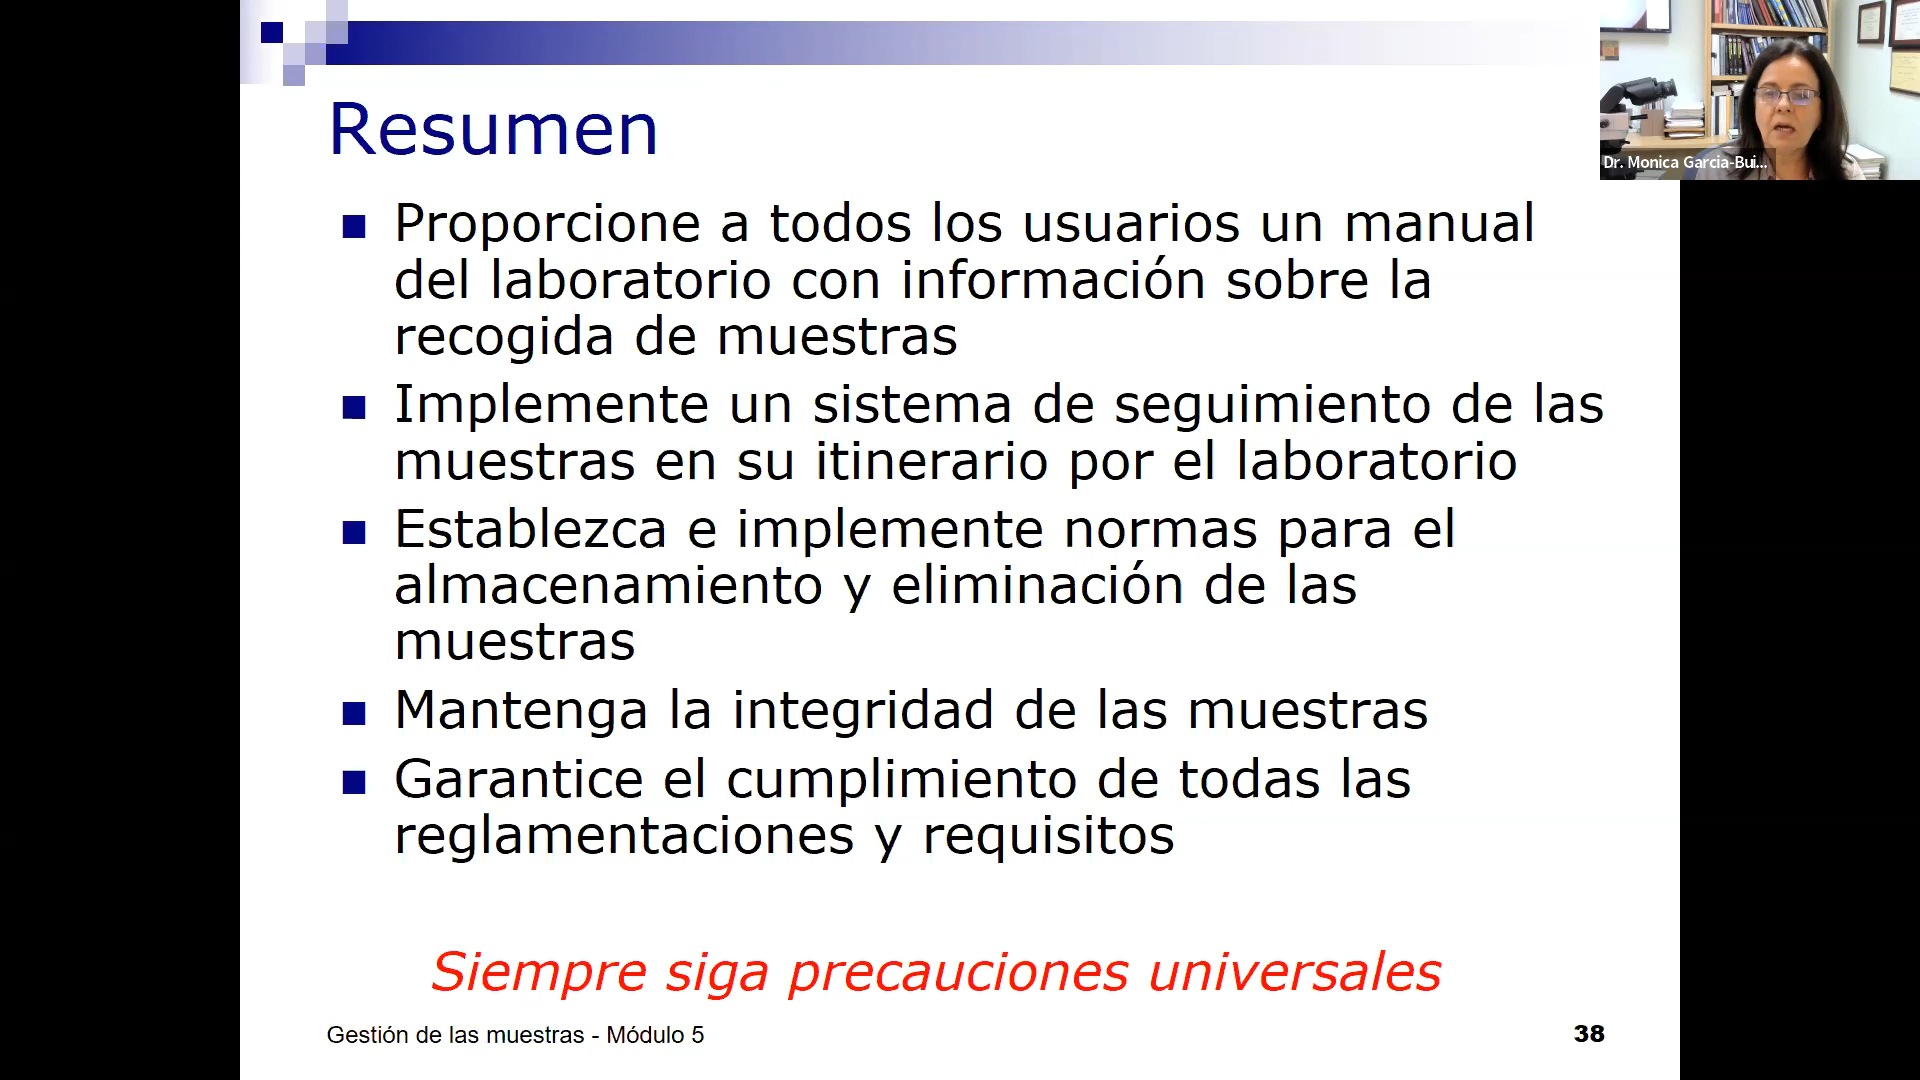 Resumen
Proporcione a todos los usuarios un manual
del laboratorio con información sobre la
recogida de muestras
Implemente un sistema de seguimiento de las
muestras en su itinerario por el laboratorio
Establezca e implemente normas para el
almacenamiento y eliminación de las
muestras
Mantenga la integridad de las muestras
Garantice el cumplimiento de todas las
reglamentaciones y requisitos
Siempre siga precauciones universales
Gestión de las muestras - Módulo 5
38
Dr. Monica Garcia-Bui...